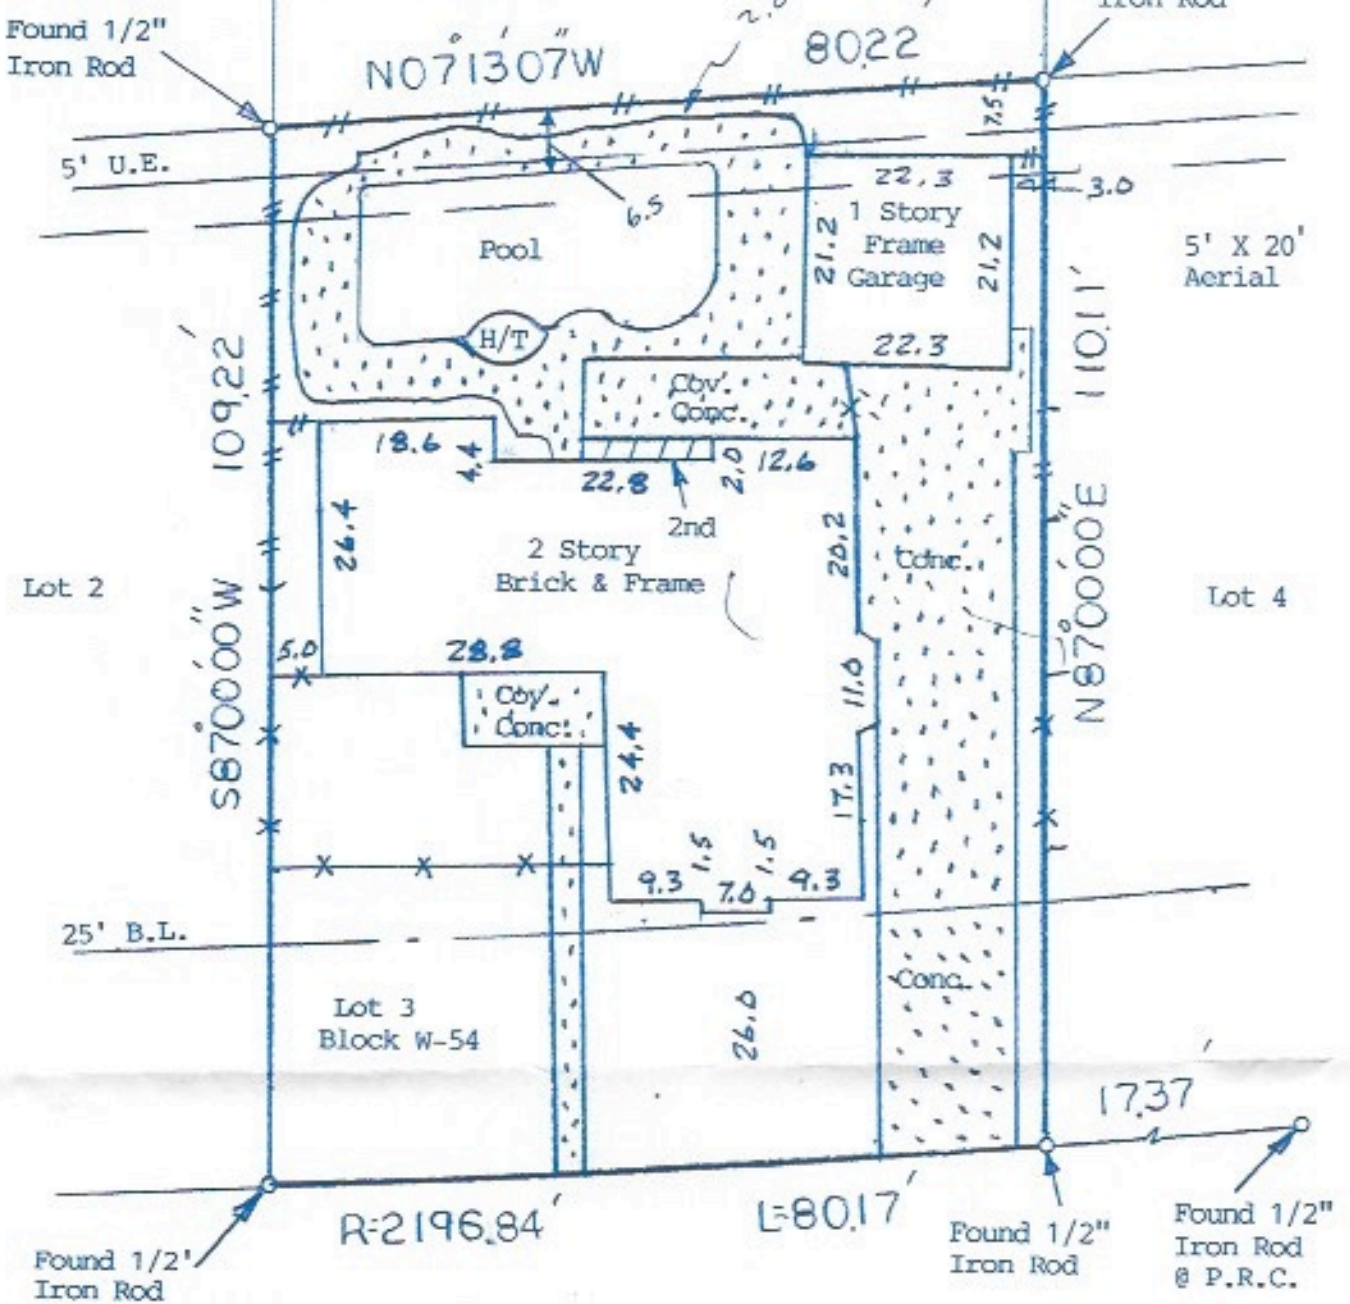 Iron Rod
Found 1/2"
Iron Rod
N07°13'07"W
80.22
2.0
7.5
5' U.E.
6.5
22.3
3.0
1 Story
Frame
Garage
21.2
21.2
22.3
5' X 20'
Aerial
Pool
H/T
Cov.
Conc.
109.22'
S87°00'00"W
110.11'
N87°00'00"E
18.6
4.4
22.8
2.0
12.6
2nd
26.4
2 Story
Brick & Frame
20.2
Conc.
Lot 2
Lot 4
5.0
28.8
Cov.
Conc.
11.0
24.4
17.3
9.3
1.5
7.0
1.5
9.3
25' B.L.
Lot 3
Block W-54
26.0
Conc.
17.37'
R=2196.84'
L=80.17'
Found 1/2'
Iron Rod
Found 1/2"
Iron Rod
Found 1/2"
Iron Rod
@ P.R.C.